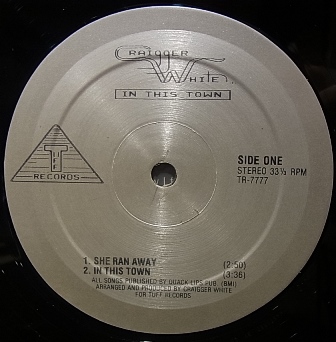 CRAIGGER
WHITE
IN THIS TOWN
TUFF
RECORDS
SIDE ONE
STEREO 33⅓ RPM
TR-7777
1. SHE RAN AWAY (2:50)
2. IN THIS TOWN (3:36)
ALL SONGS PUBLISHED BY QUACK LIPS PUB. (BMI)
ARRANGED AND PRODUCED BY CRAIGGER WHITE
FOR TUFF RECORDS